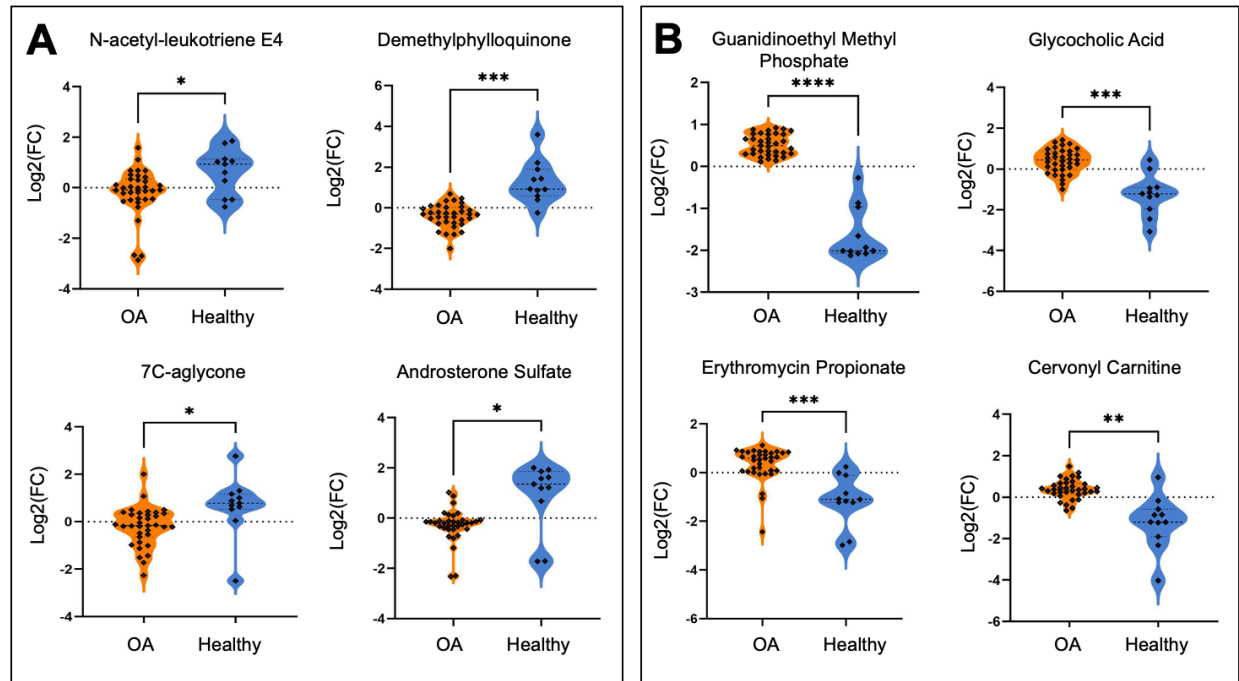 A
N-acetyl-leukotriene E4
*
Log2(FC)
4
2
0
-2
-4
OA Healthy
Demethylphylloquinone
***
Log2(FC)
6
4
2
0
-2
-4
OA Healthy
7C-aglycone
*
Log2(FC)
4
2
0
-2
-4
OA Healthy
Androsterone Sulfate
*
Log2(FC)
4
2
0
-2
-4
OA Healthy
B
Guanidinoethyl Methyl
Phosphate
****
Log2(FC)
2
1
0
-1
-2
-3
OA Healthy
Glycocholic Acid
***
Log2(FC)
4
2
0
-2
-4
-6
OA Healthy
Erythromycin Propionate
***
Log2(FC)
2
0
-2
-4
-6
OA Healthy
Cervonyl Carnitine
**
Log2(FC)
4
2
0
-2
-4
-6
OA Healthy